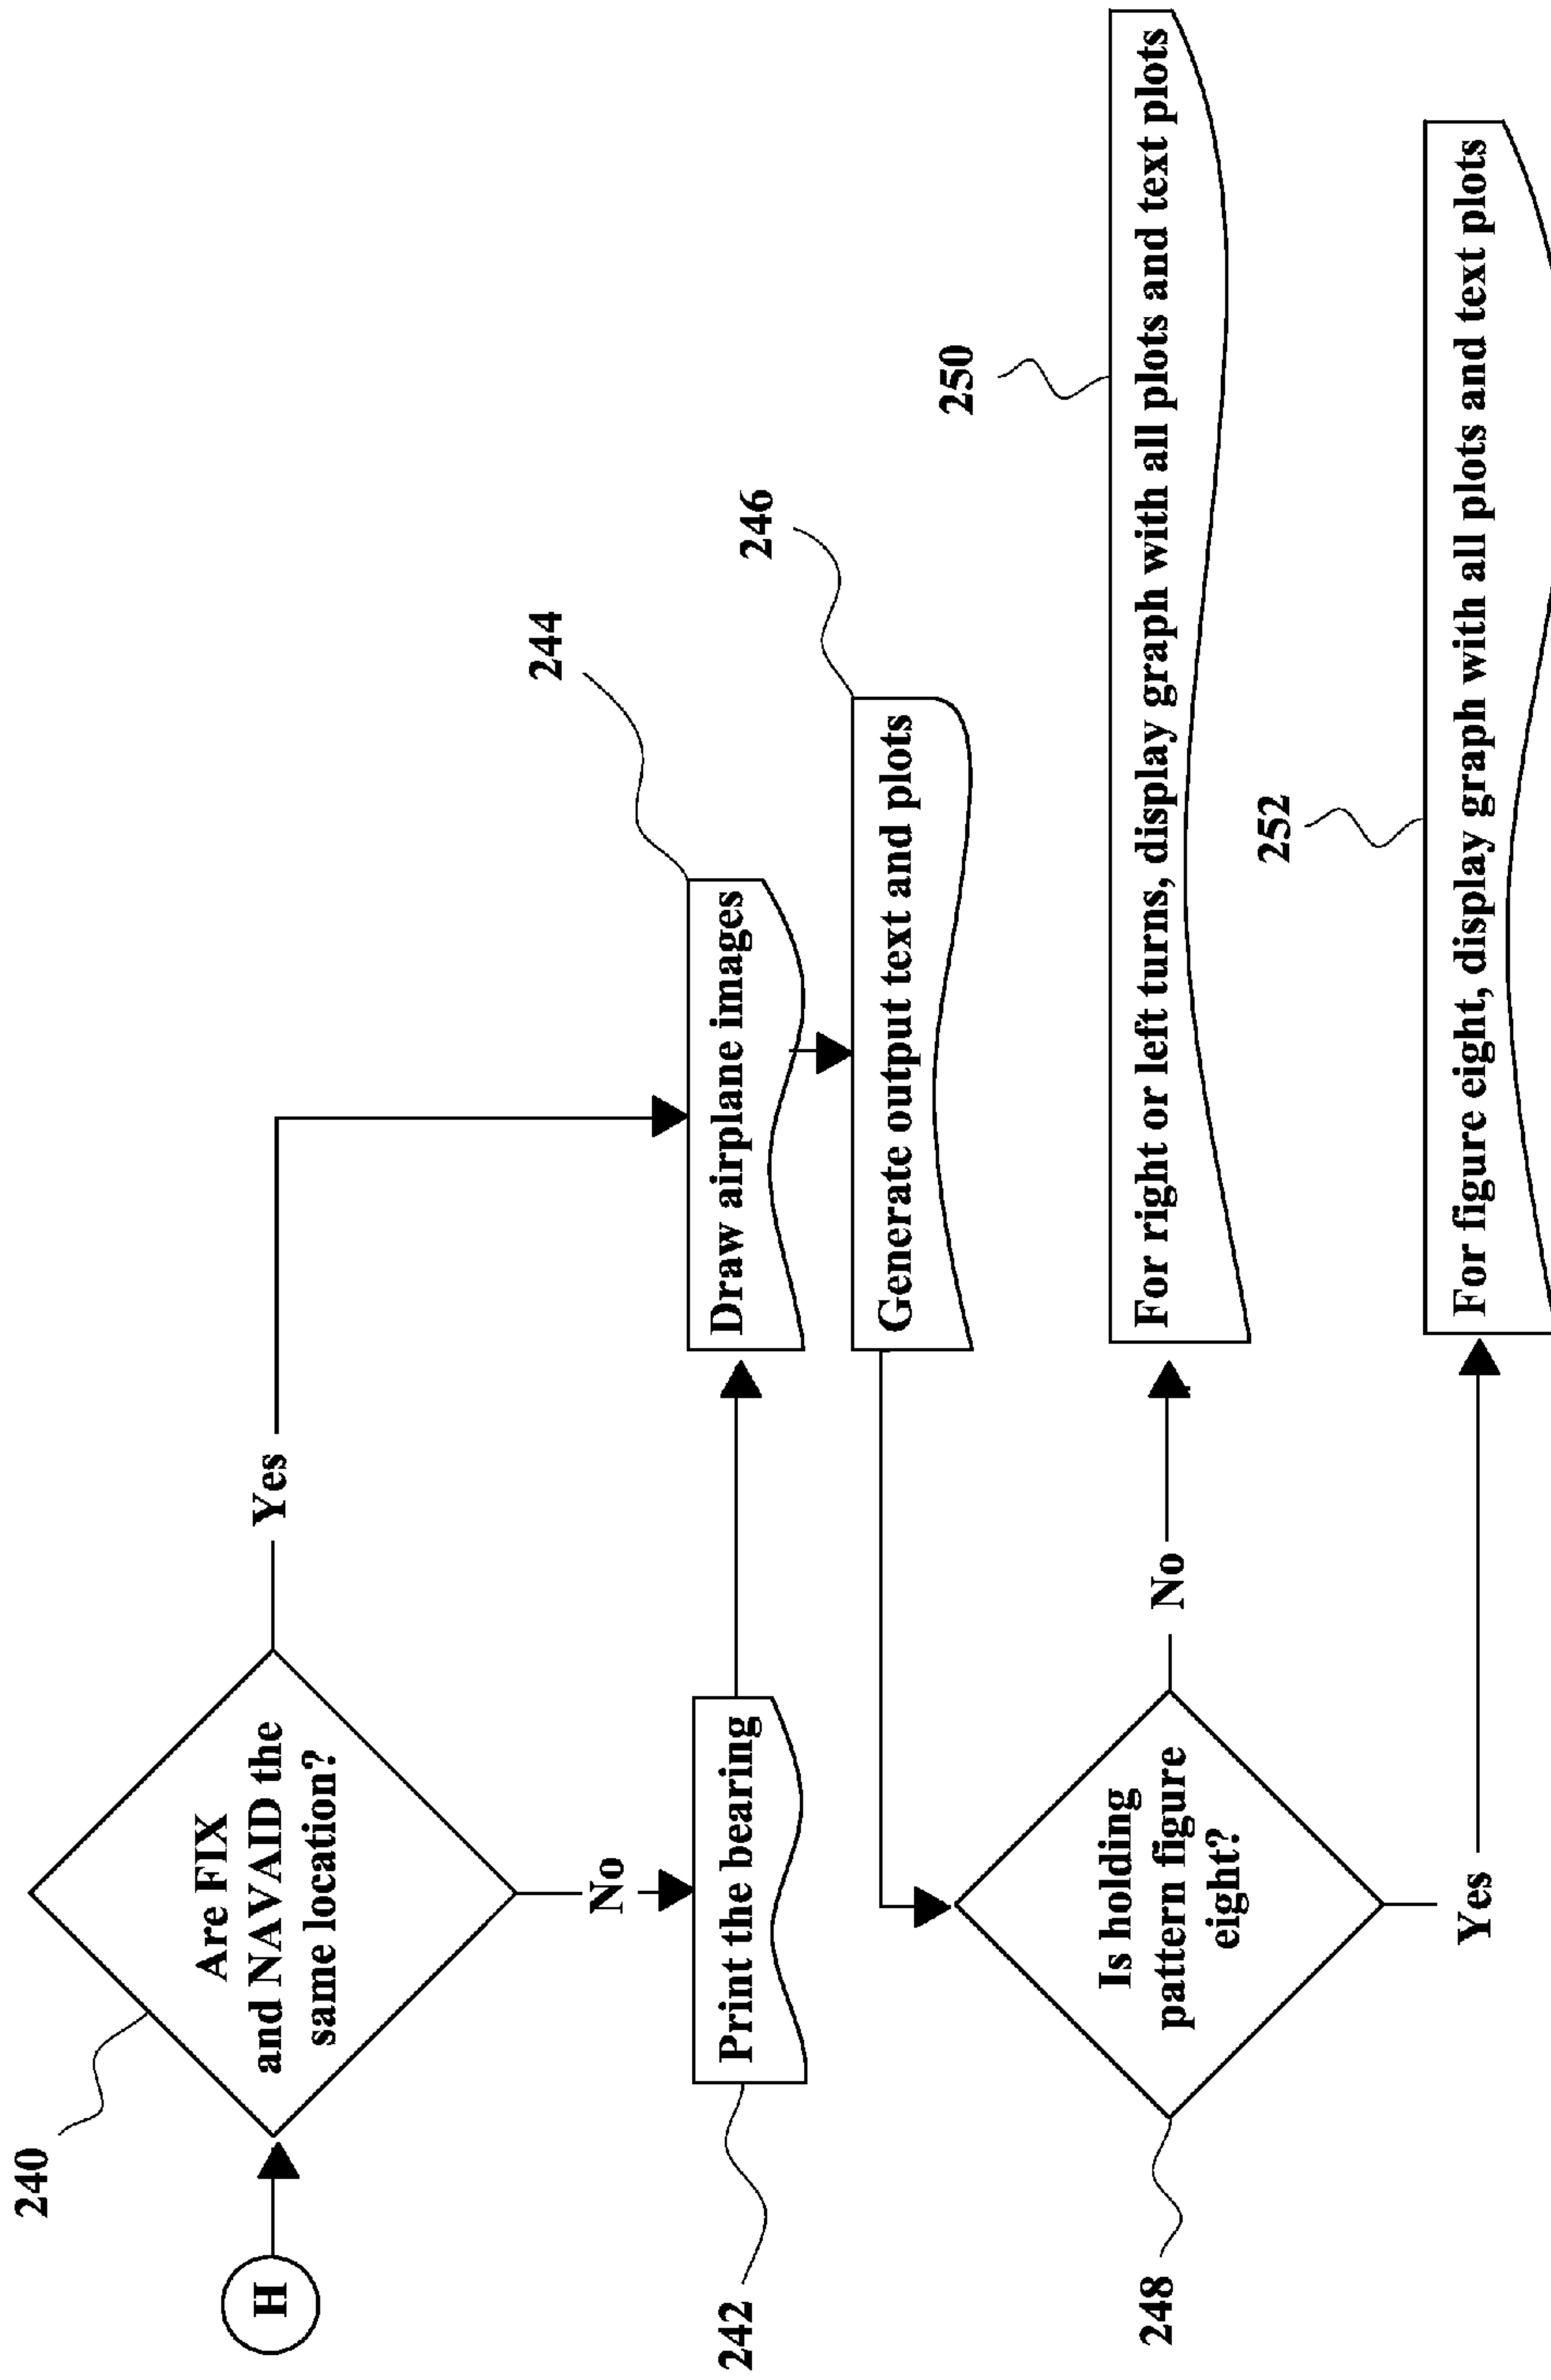 240
H
Are FIX
and NAVAID the
same location?
Yes
No
242
Print the bearing
244
Draw airplane images
246
Generate output text and plots
248
Is holding
pattern figure
eight?
No
250
For right or left turns, display graph with all plots and text plots
Yes
252
For figure eight, display graph with all plots and text plots